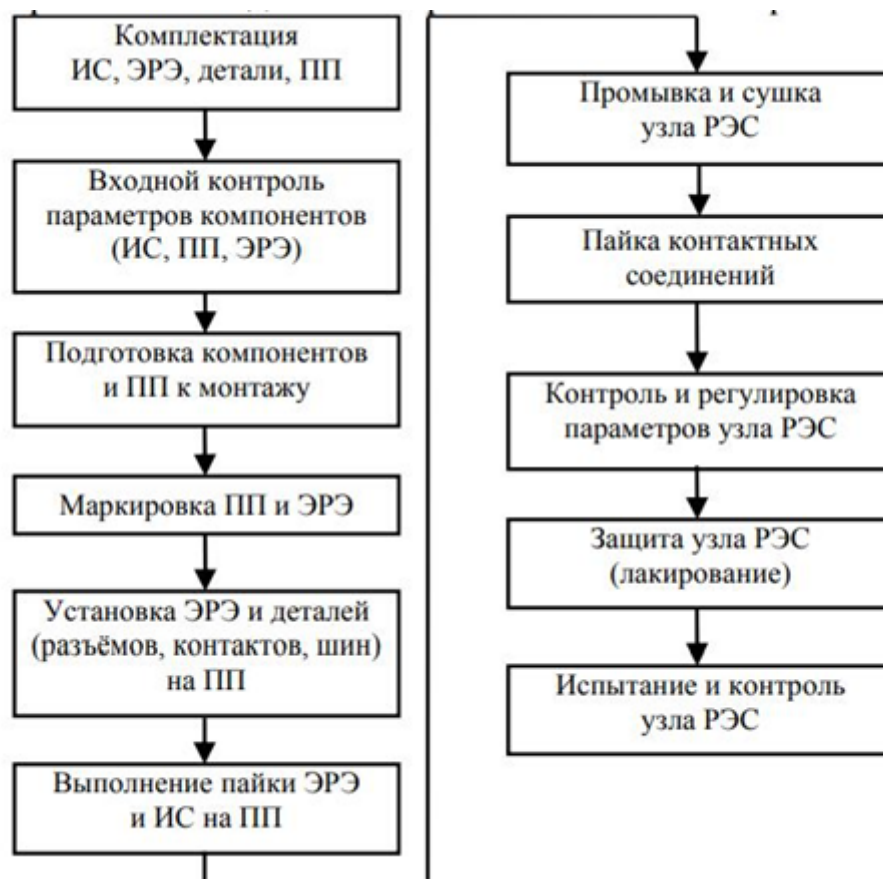 Комплектация
ИС, ЭРЭ, детали, ПП
Входной контроль
параметров компонентов
(ИС, ПП, ЭРЭ)
Подготовка компонентов
и ПП к монтажу
Маркировка ПП и ЭРЭ
Установка ЭРЭ и деталей
(разъёмов, контактов, шин)
на ПП
Выполнение пайки ЭРЭ
и ИС на ПП
Промывка и сушка
узла РЭС
Пайка контактных
соединений
Контроль и регулировка
параметров узла РЭС
Защита узла РЭС
(лакирование)
Испытание и контроль
узла РЭС